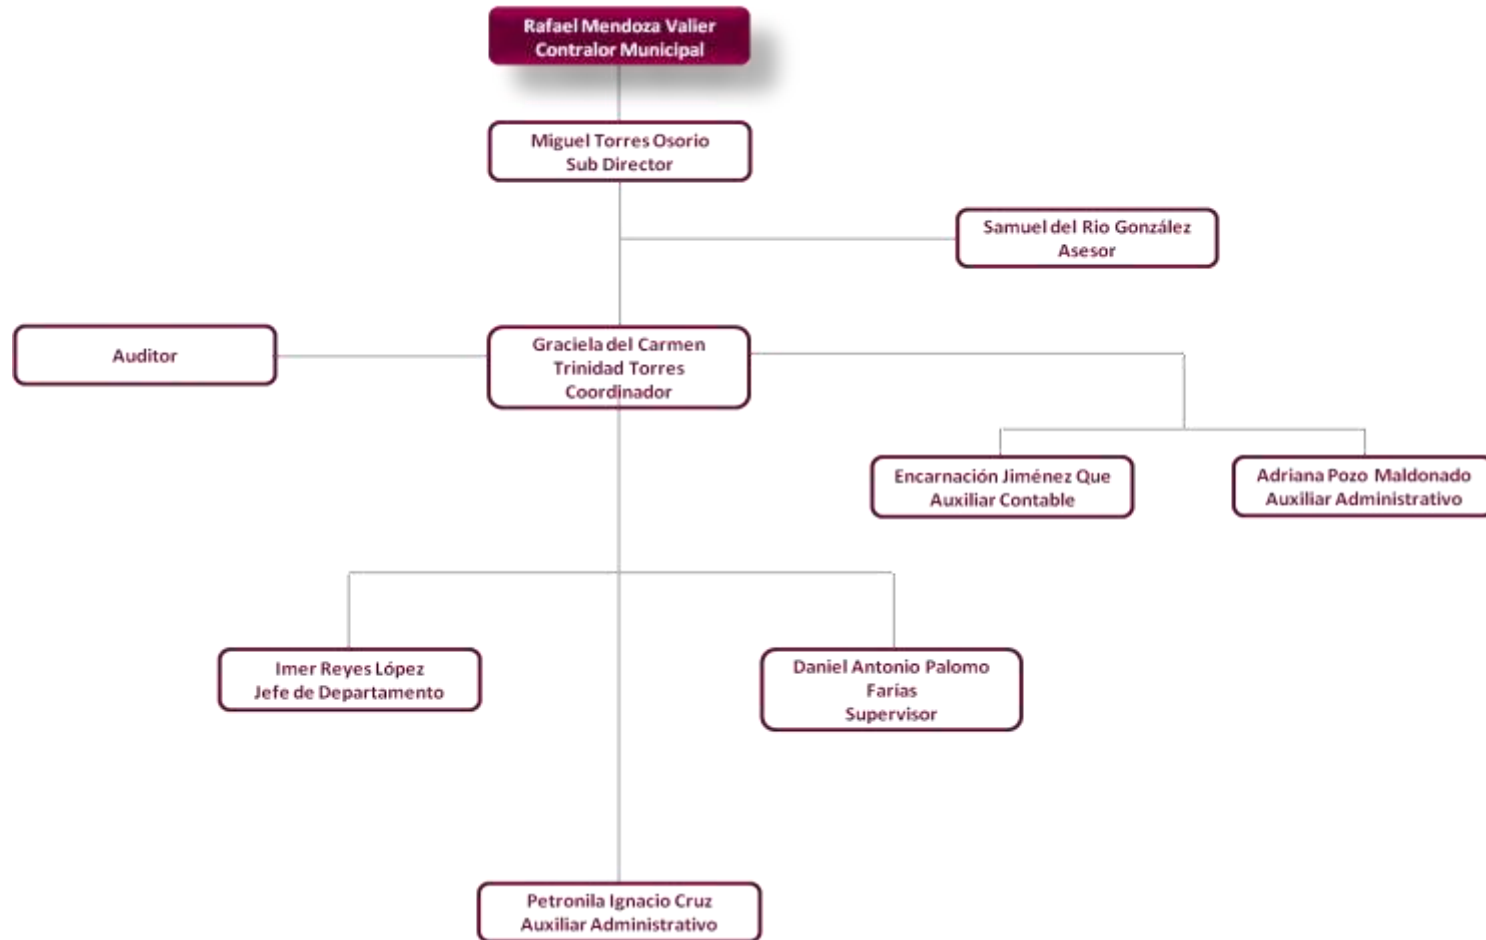 Rafael Mendoza Valier
Contralor Municipal
Miguel Torres Osorio
Sub Director
Samuel del Rio González
Asesor
Auditor
Graciela del Carmen
Trinidad Torres
Coordinador
Encarnación Jiménez Que
Auxiliar Contable
Adriana Pozo Maldonado
Auxiliar Administrativo
Imer Reyes López
Jefe de Departamento
Daniel Antonio Palomo
Farías
Supervisor
Petronila Ignacio Cruz
Auxiliar Administrativo